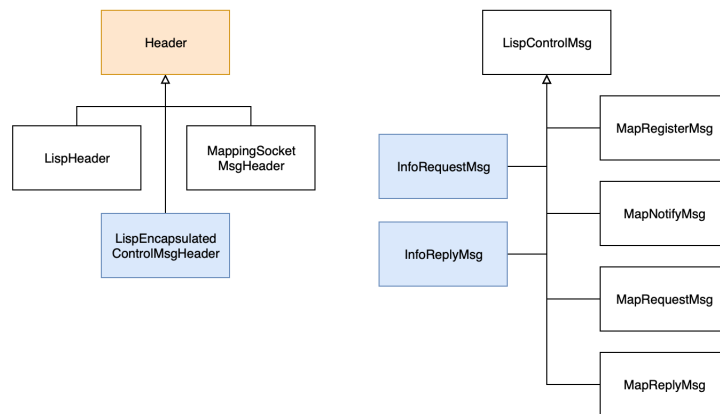 Header
LispHeader
MappingSocket
MsgHeader
LispEncapsulated
ControlMsgHeader
LispControlMsg
InfoRequestMsg
InfoReplyMsg
MapRegisterMsg
MapNotifyMsg
MapRequestMsg
MapReplyMsg